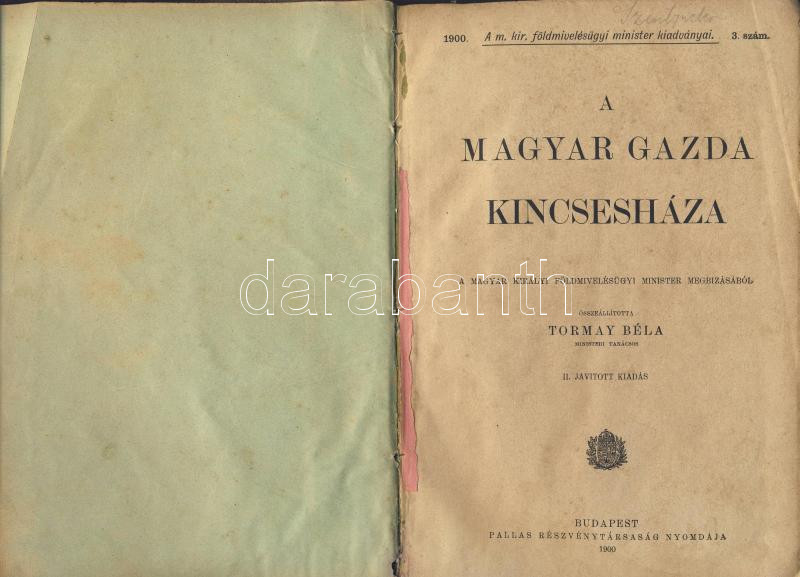 1900. A m. kir. földmivelésügyi minister kiadványai. 3. szám.
A
MAGYAR GAZDA
KINCSESHÁZA
A MAGYAR KIRÁLYI FÖLDMIVELÉSÜGYI MINISTER MEGBIZÁSÁBÓL
darabanth
ÖSSZEÁLLÍTOTTA
TORMAY BÉLA
MINISTERI TANÁCSOS
II. JAVITOTT KIADÁS
BUDAPEST
PALLAS RÉSZVÉNYTÁRSASÁG NYOMDÁJA
1900